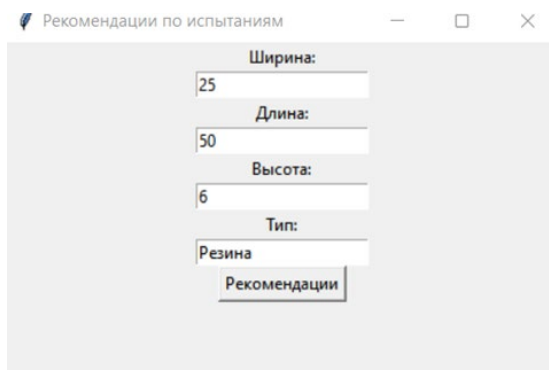 Рекомендации по испытаниям
Ширина:
25
Длина:
50
Высота:
6
Тип:
Резина
Рекомендации